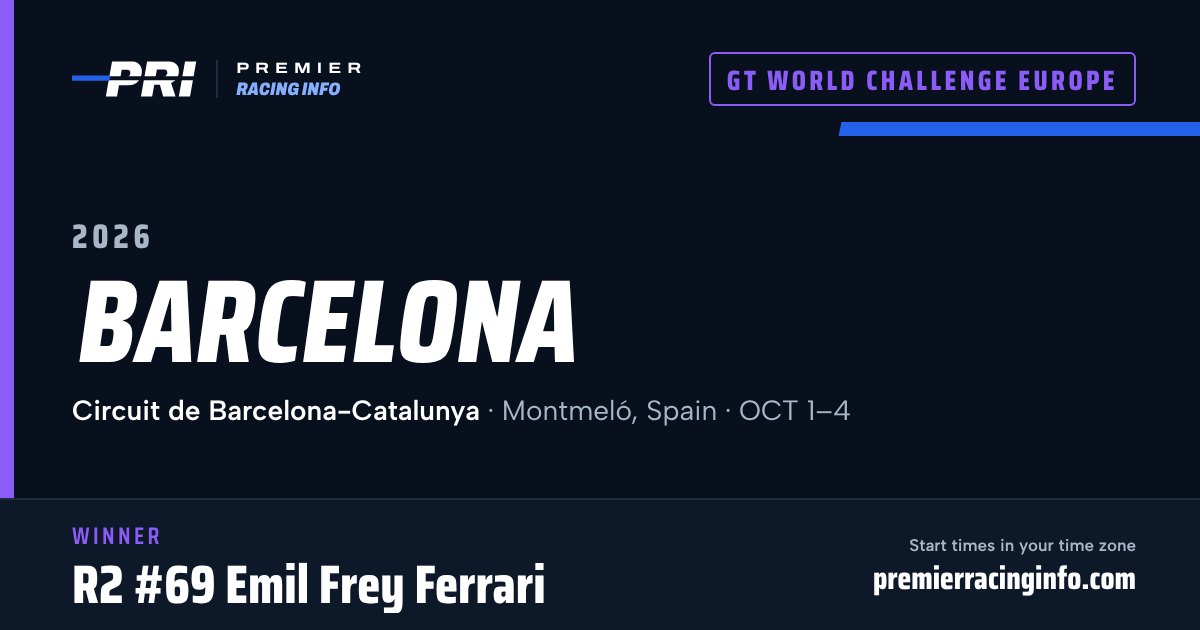 PRI
PREMIER
RACING INFO
GT WORLD CHALLENGE EUROPE
2026
BARCELONA
Circuit de Barcelona-Catalunya · Montmeló, Spain · OCT 1–4
WINNER
R2 #69 Emil Frey Ferrari
Start times in your time zone
premierracinginfo.com